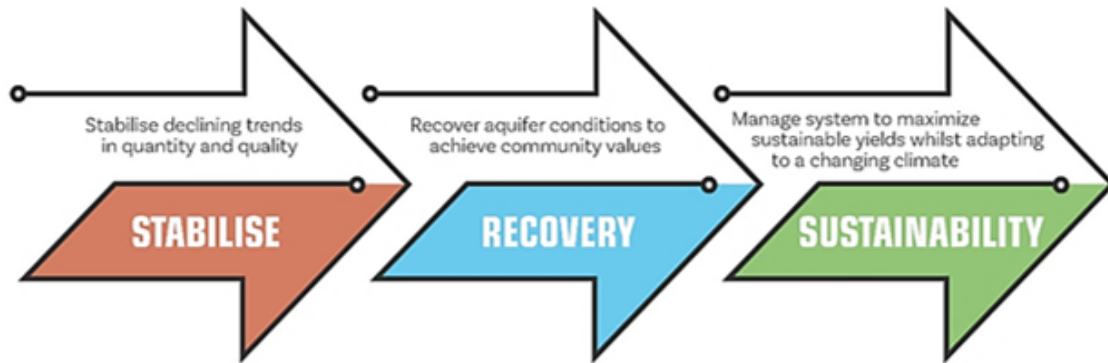 Stabilise declining trends
in quantity and quality
STABILISE
Recover aquifer conditions to
achieve community values
RECOVERY
Manage system to maximize
sustainable yields whilst adapting
to a changing climate
SUSTAINABILITY